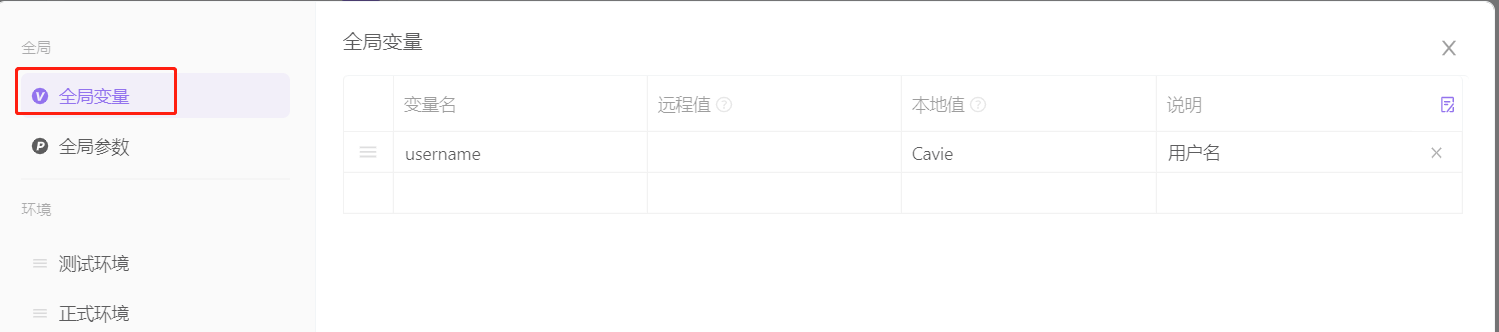 全局
全局变量
全局参数
环境
测试环境
正式环境
全局变量
变量名 远程值 本地值 说明
username Cavie 用户名